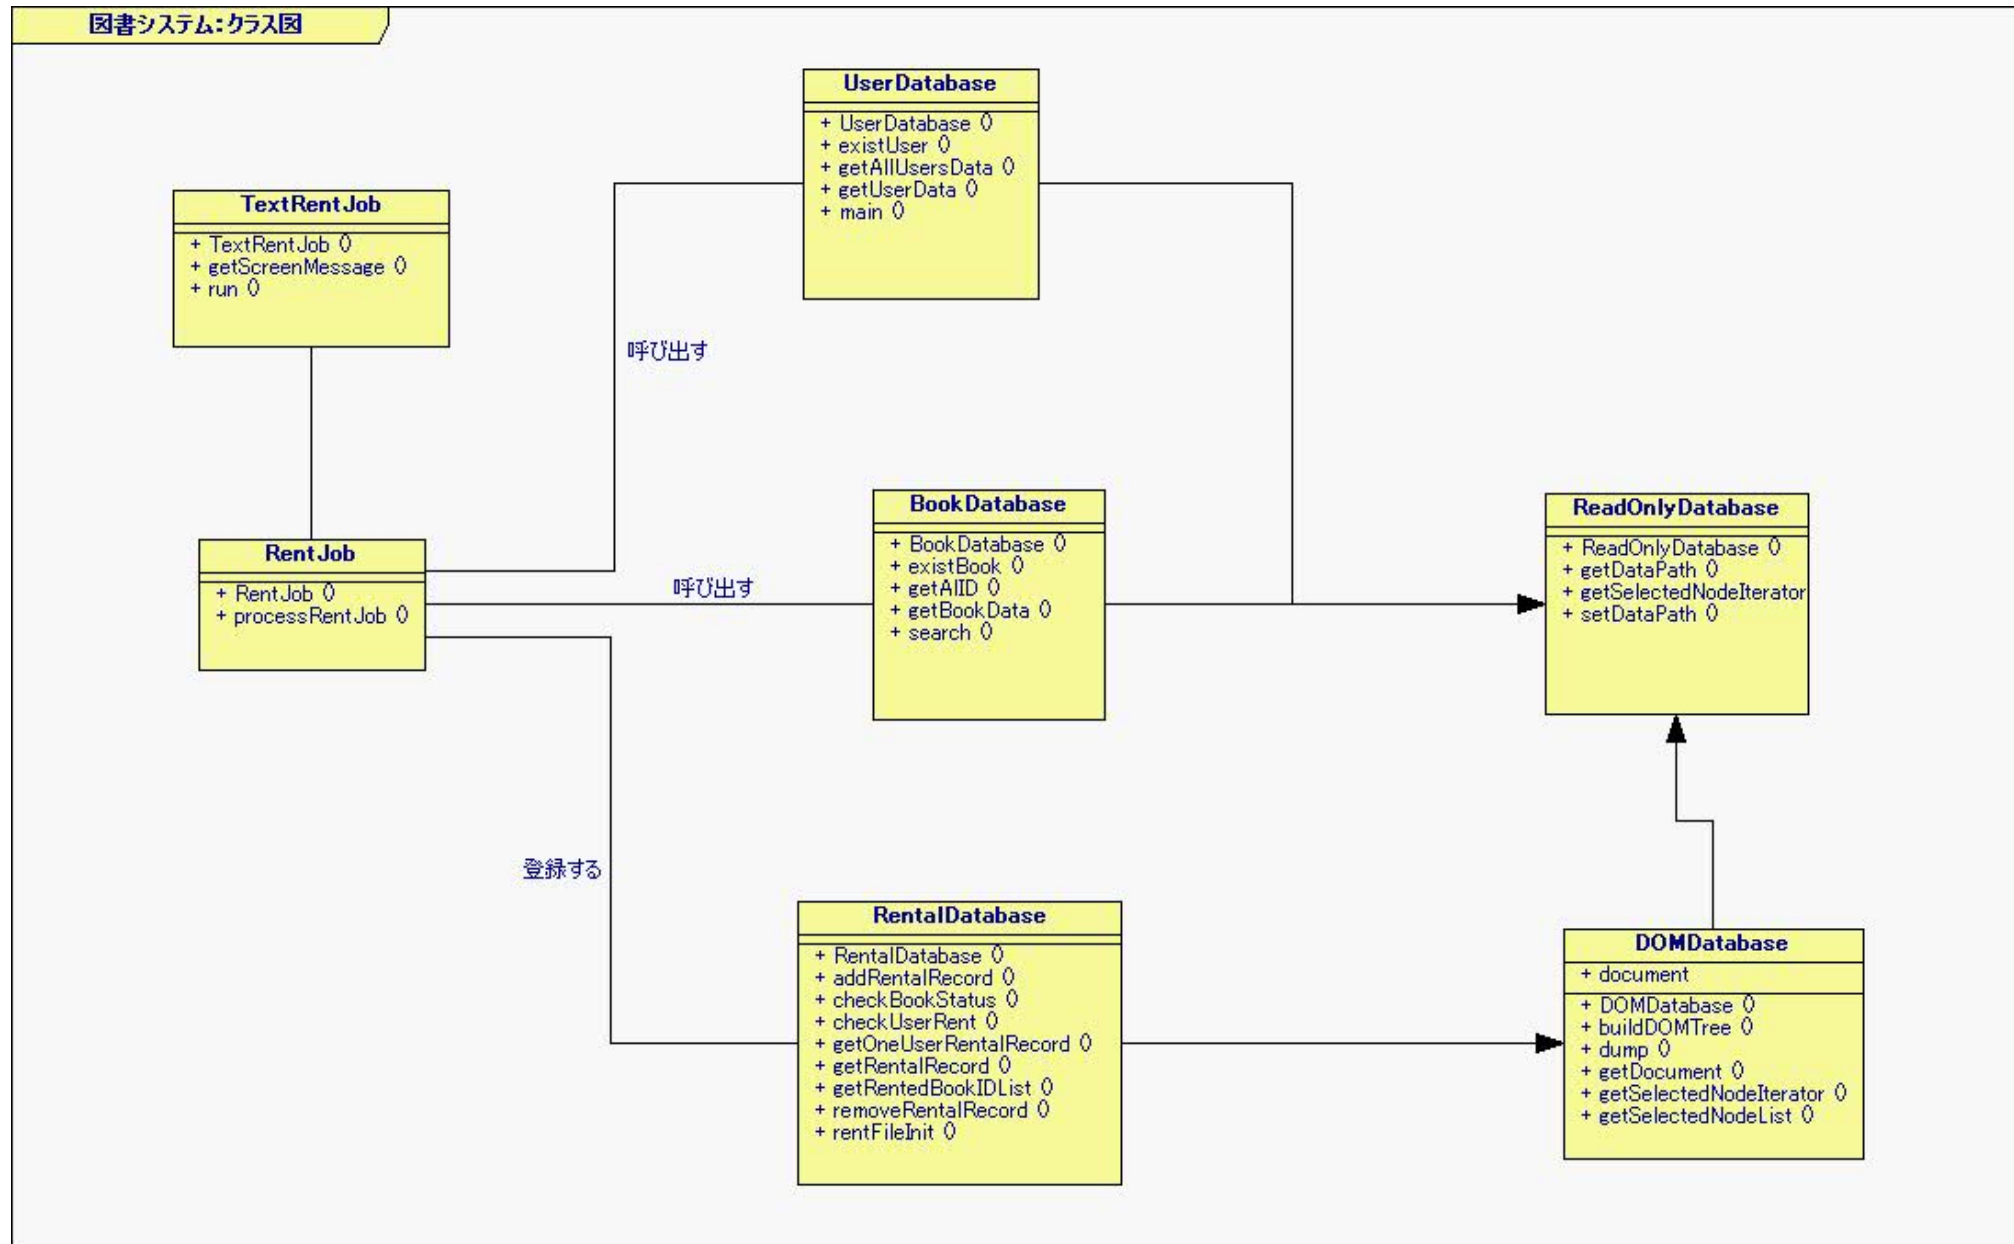 図書システム:クラス図
UserDatabase
+ UserDatabase ()
+ existUser ()
+ getAllUsersData ()
+ getUserData ()
+ main ()
TextRentJob
+ TextRentJob ()
+ getScreenMessage ()
+ run ()
呼び出す
BookDatabase
+ BookDatabase ()
+ existBook ()
+ getAllD ()
+ getBookData ()
+ search ()
ReadOnlyDatabase
+ ReadOnlyDatabase ()
+ getDataPath ()
+ getSelectedNodeIterator
+ setDataPath ()
RentJob
+ RentJob ()
+ processRentJob ()
呼び出す
登録する
RentalDatabase
+ RentalDatabase ()
+ addRentalRecord ()
+ checkBookStatus ()
+ checkUserRent ()
+ getOneUserRentalRecord ()
+ getRentalRecord ()
+ getRentedBookIDList ()
+ removeRentalRecord ()
+ rentFileInit ()
DOMDatabase
+ document
+ DOMDatabase ()
+ buildDOMTree ()
+ dump ()
+ getDocument ()
+ getSelectedNodeIterator ()
+ getSelectedNodeList ()